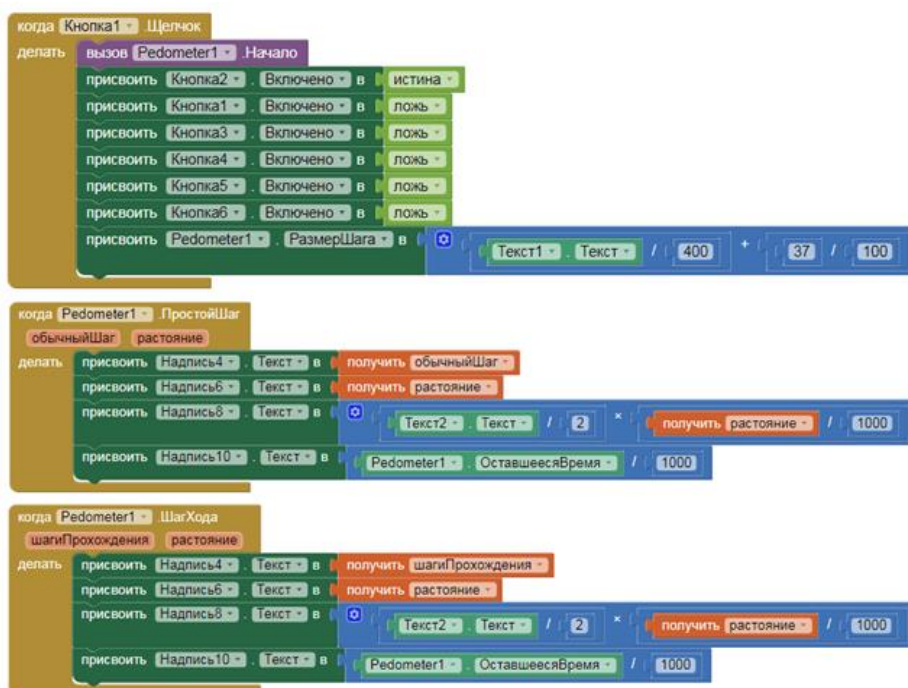 когда Кнопка1 .Щелчок
делать вызов Pedometer1 .Начало
присвоить Кнопка2 . Включено в истина
присвоить Кнопка1 . Включено в ложь
присвоить Кнопка3 . Включено в ложь
присвоить Кнопка4 . Включено в ложь
присвоить Кнопка5 . Включено в ложь
присвоить Кнопка6 . Включено в ложь
присвоить Pedometer1 . РазмерШага в Текст1 . Текст / 400 + 37 / 100
когда Pedometer1 .ПростойШаг
обычныйШаг растояние
делать присвоить Надпись4 . Текст в получить обычныйШаг
присвоить Надпись6 . Текст в получить растояние
присвоить Надпись8 . Текст в Текст2 . Текст / 2 × получить растояние / 1000
присвоить Надпись10 . Текст в Pedometer1 . ОставшеесяВремя / 1000
когда Pedometer1 .ШагХода
шагиПрохождения растояние
делать присвоить Надпись4 . Текст в получить шагиПрохождения
присвоить Надпись6 . Текст в получить растояние
присвоить Надпись8 . Текст в Текст2 . Текст / 2 × получить растояние / 1000
присвоить Надпись10 . Текст в Pedometer1 . ОставшеесяВремя / 1000